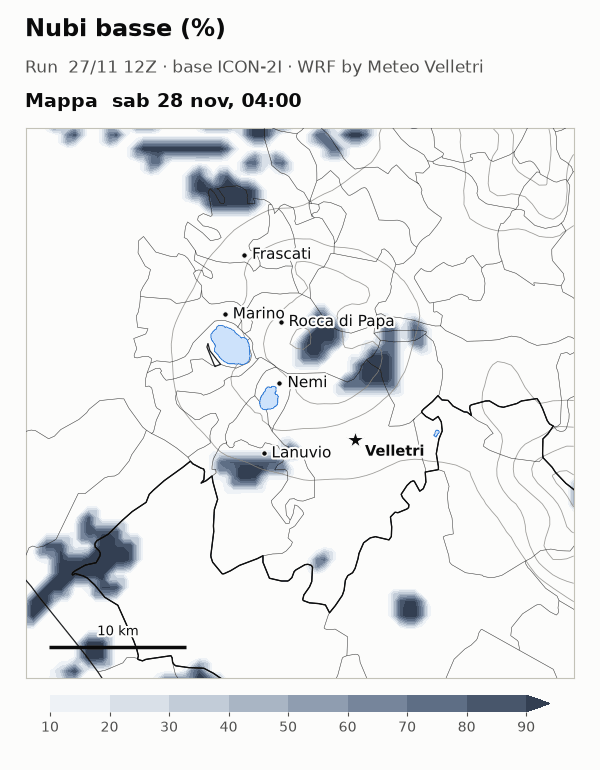 Nubi basse (%)
Run  27/11 12Z · base ICON-2I · WRF by Meteo Velletri
Mappa  sab 28 nov, 04:00
Frascati
Marino
Rocca di Papa
Nemi
Velletri
Lanuvio
10 km
10 20 30 40 50 60 70 80 90